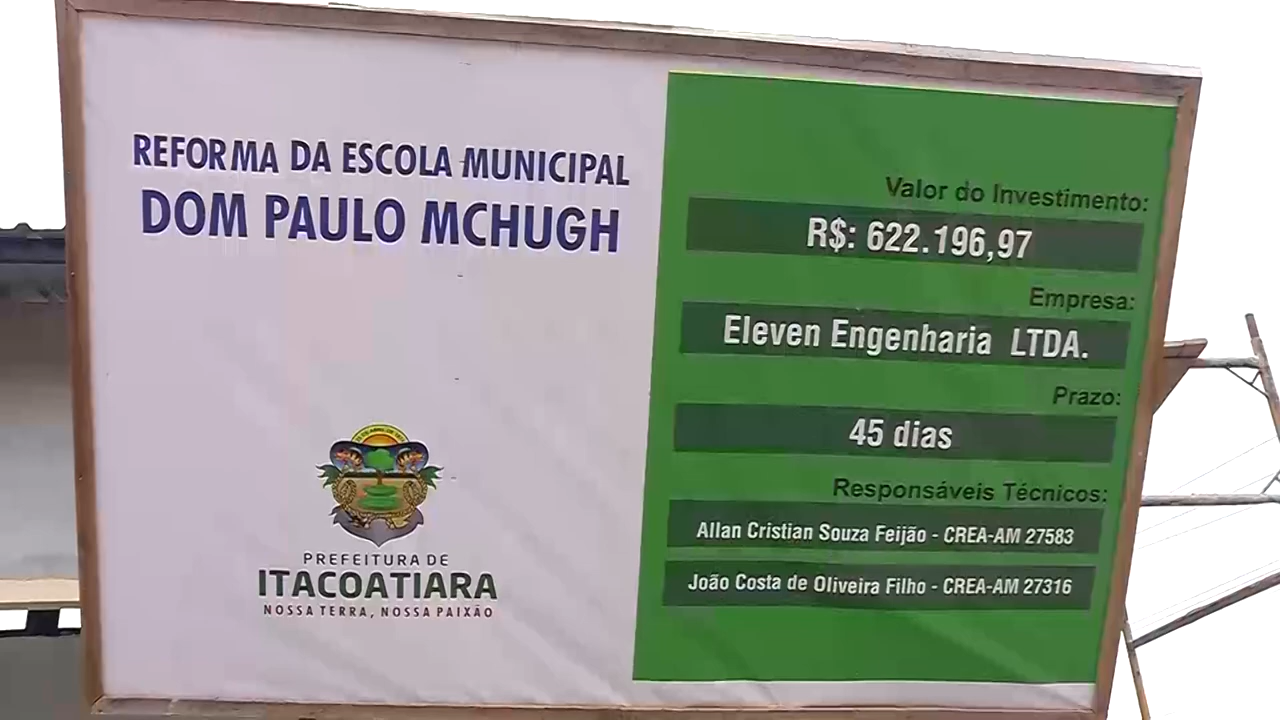 REFORMA DA ESCOLA MUNICIPAL
DOM PAULO MCHUGH
PREFEITURA DE
ITACOATIARA
NOSSA TERRA, NOSSA PAIXÃO
Valor do Investimento:
R$: 622.196,97
Empresa:
Eleven Engenharia LTDA.
Prazo:
45 dias
Responsáveis Técnicos:
Allan Cristian Souza Feijão - CREA-AM 27583
João Costa de Oliveira Filho - CREA-AM 27316